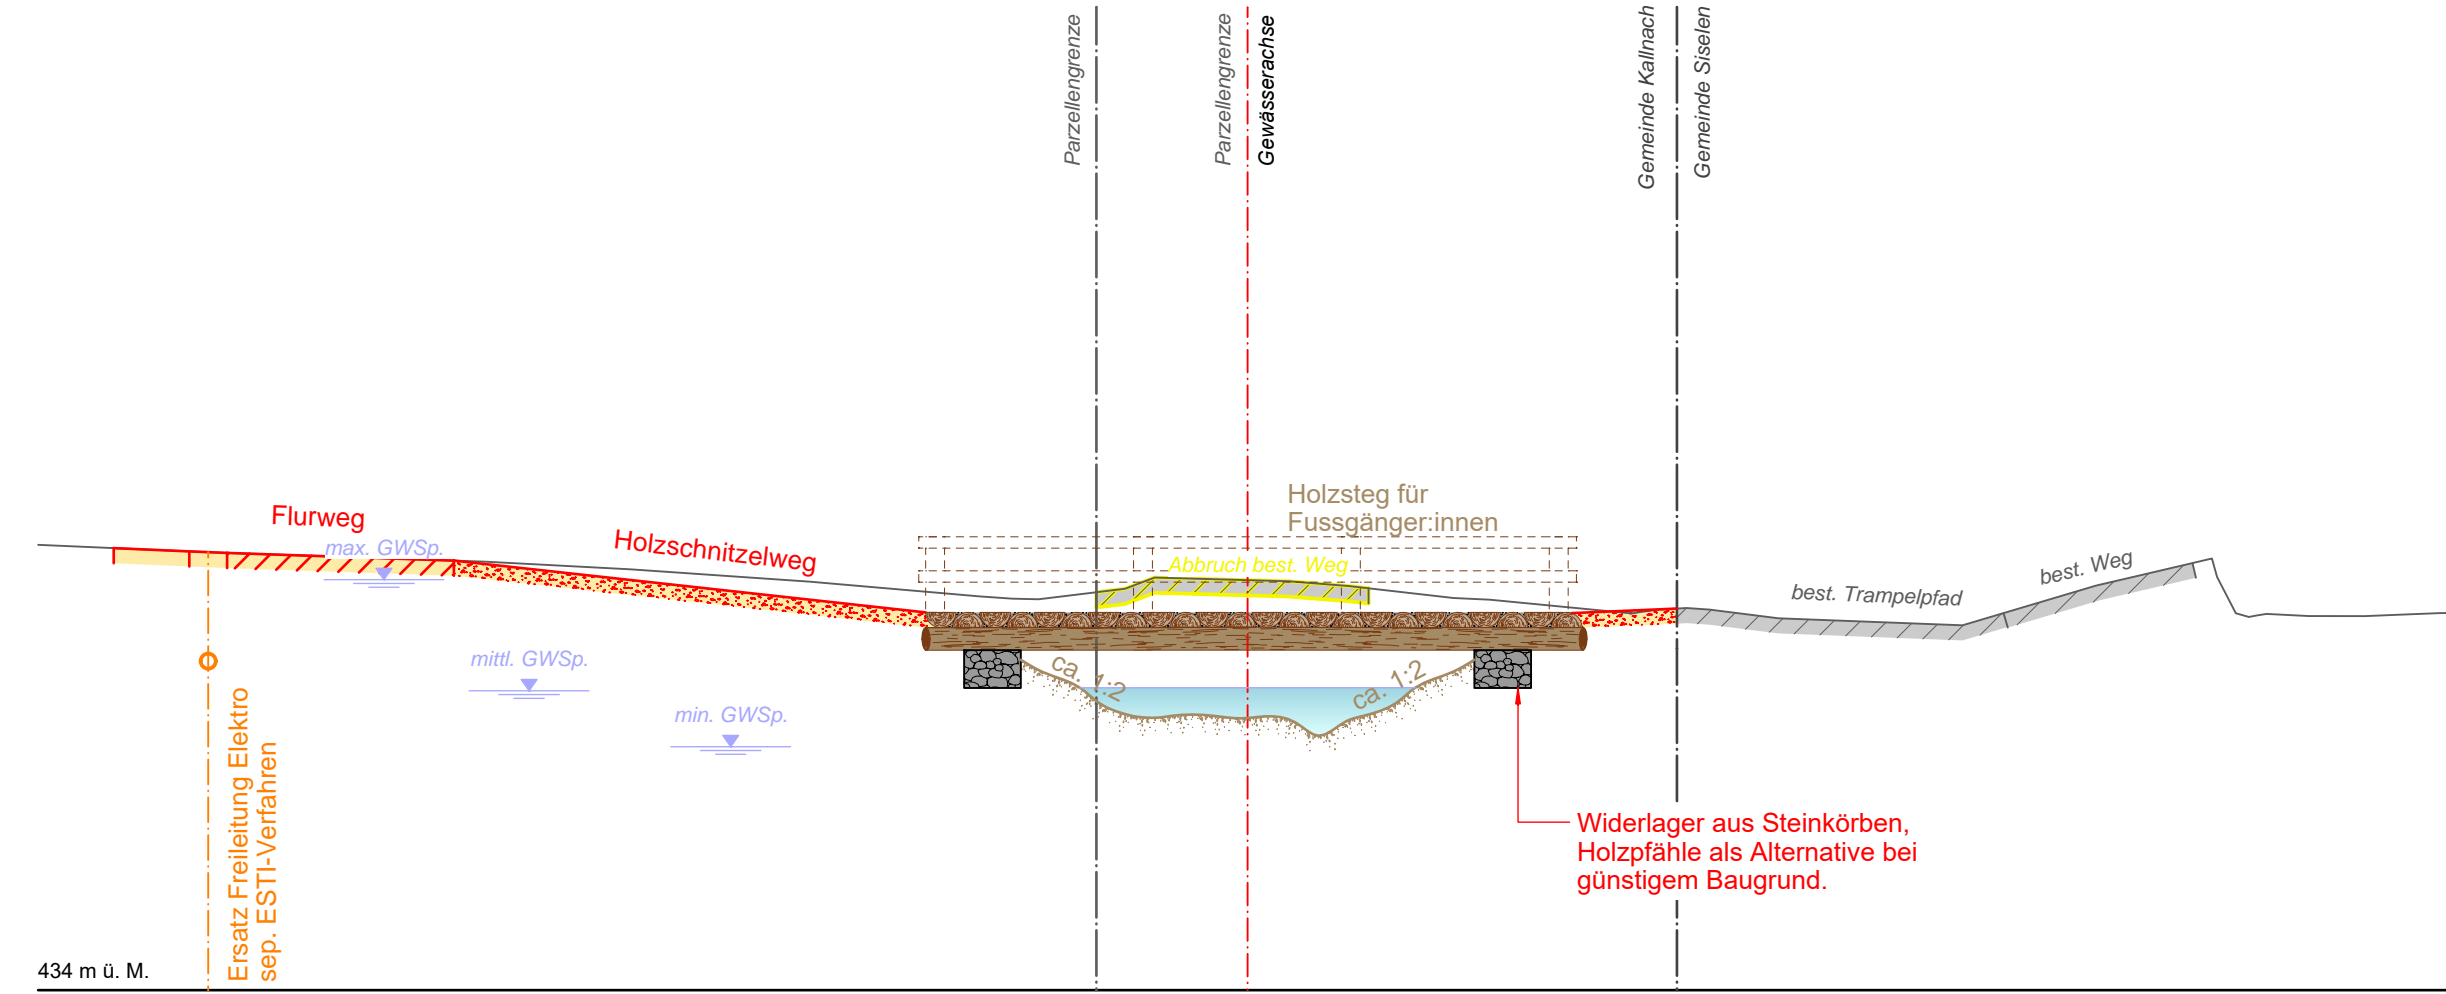 Parzellengrenze
Parzellengrenze
Gewässerachse
Gemeinde Kallnach
Gemeinde Siselen
Holzsteg für
Fussgänger:innen
Flurweg
max. GWSp.
Holzschnitzelweg
Abbruch best. Weg
best. Trampelpfad
best. Weg
mittl. GWSp.
min. GWSp.
ca. 1:2
ca. 1:2
Ersatz Freileitung Elektro
sep. ESTI-Verfahren
Widerlager aus Steinkörben,
Holzpfähle als Alternative bei
günstigem Baugrund.
434 m ü. M.